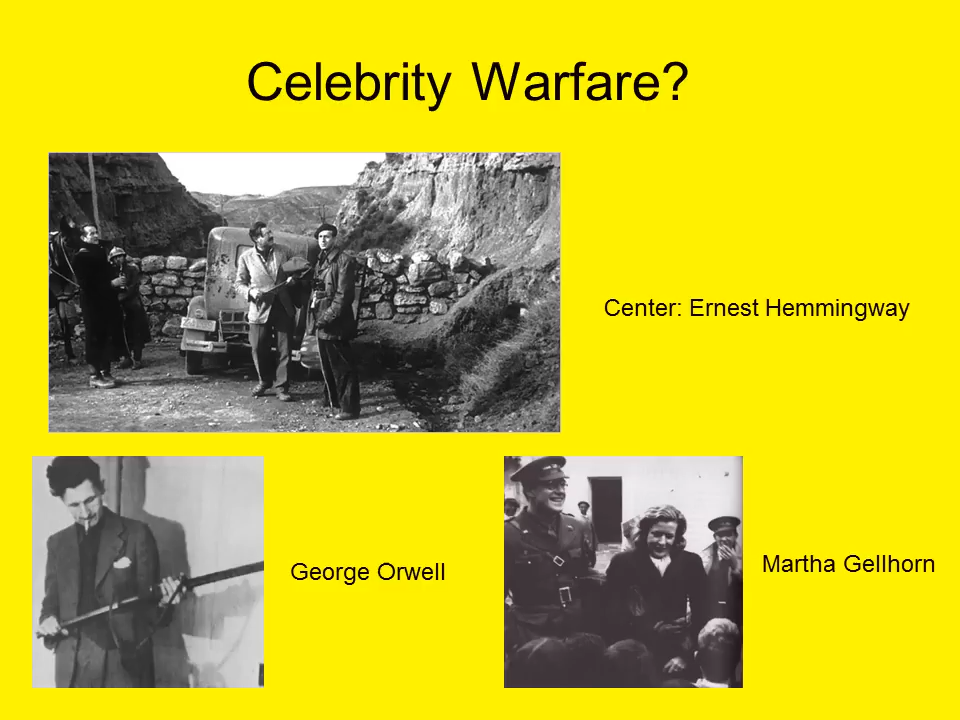 Celebrity Warfare?
Center: Ernest Hemmingway
George Orwell
Martha Gellhorn